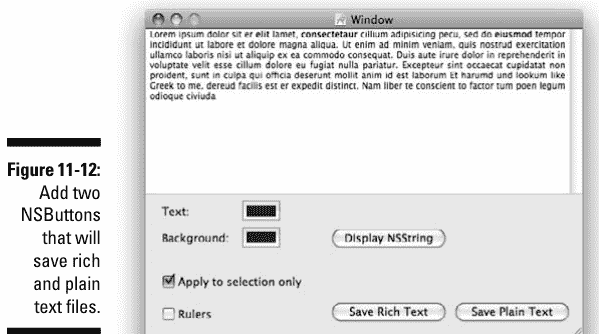 Window
Lorem ipsum dolor sit er elit lamet, consectetaur cillium adipisicing pecu, sed do eiusmod tempor
incididunt ut labore et dolore magna aliqua. Ut enim ad minim veniam, quis nostrud exercitation
ullamco laboris nisi ut aliquip ex ea commodo consequat. Duis aute irure dolor in reprehenderit in
voluptate velit esse cillum dolore eu fugiat nulla pariatur. Excepteur sint occaecat cupidatat non
proident, sunt in culpa qui officia deserunt mollit anim id est laborum Et harumd und lookum like
Greek to me, dereud facilis est er expedit distinct. Nam liber te conscient to factor tum poen legum
odioque civiuda
Figure 11-12:
Add two
NSButtons
that will
save rich
and plain
text files.
Text:
Background:
Display NSString
Apply to selection only
Rulers
Save Rich Text
Save Plain Text